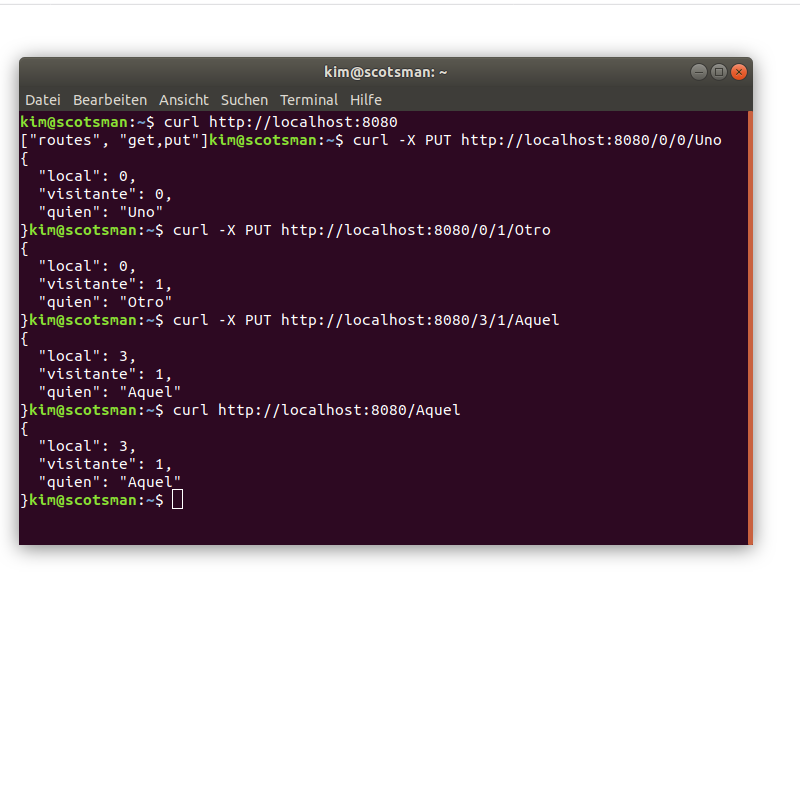 kim@scotsman: ~
Datei Bearbeiten Ansicht Suchen Terminal Hilfe
kim@scotsman:~$ curl http://localhost:8080
["routes", "get,put"]kim@scotsman:~$ curl -X PUT http://localhost:8080/0/0/Uno
{
  "local": 0,
  "visitante": 0,
  "quien": "Uno"
}kim@scotsman:~$ curl -X PUT http://localhost:8080/0/1/Otro
{
  "local": 0,
  "visitante": 1,
  "quien": "Otro"
}kim@scotsman:~$ curl -X PUT http://localhost:8080/3/1/Aquel
{
  "local": 3,
  "visitante": 1,
  "quien": "Aquel"
}kim@scotsman:~$ curl http://localhost:8080/Aquel
{
  "local": 3,
  "visitante": 1,
  "quien": "Aquel"
}kim@scotsman:~$